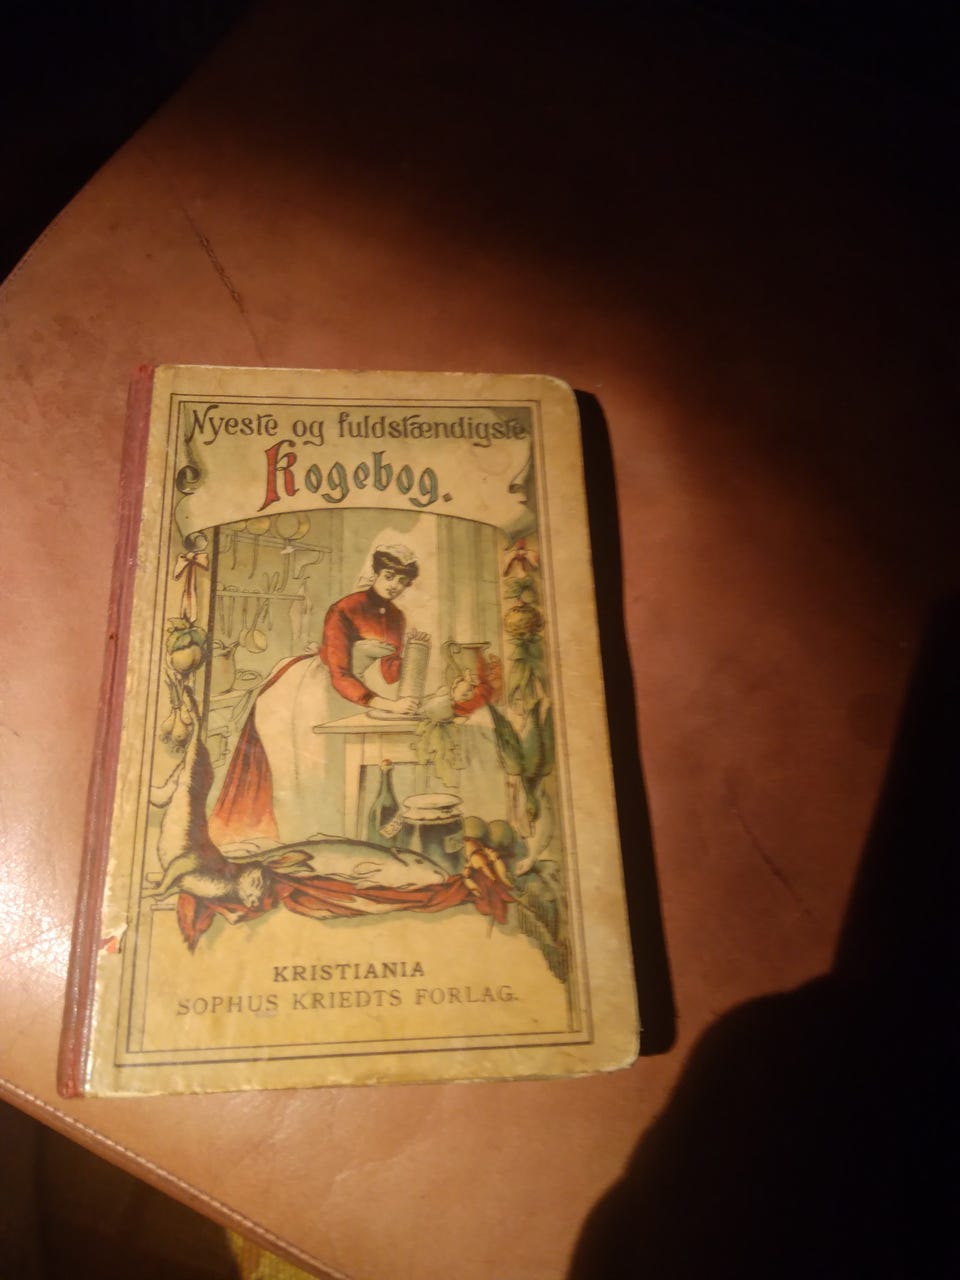 Nyeste og fuldstændigste
Kogebog.
KRISTIANIA
SOPHUS KRIEDTS FORLAG.